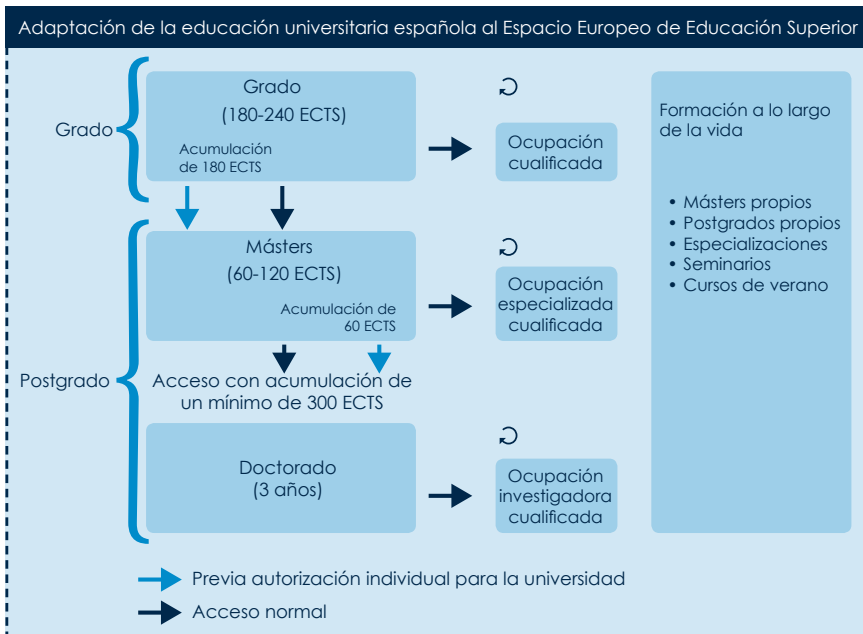 Adaptación de la educación universitaria española al Espacio Europeo de Educación Superior
Grado
Grado
(180-240 ECTS)
Acumulación
de 180 ECTS
Ocupación
cualificada
Postgrado
Másters
(60-120 ECTS)
Acumulación de
60 ECTS
Ocupación
especializada
cualificada
Acceso con acumulación de
un mínimo de 300 ECTS
Doctorado
(3 años)
Ocupación
investigadora
cualificada
Formación a lo largo
de la vida
• Másters propios
• Postgrados propios
• Especializaciones
• Seminarios
• Cursos de verano
Previa autorización individual para la universidad
Acceso normal